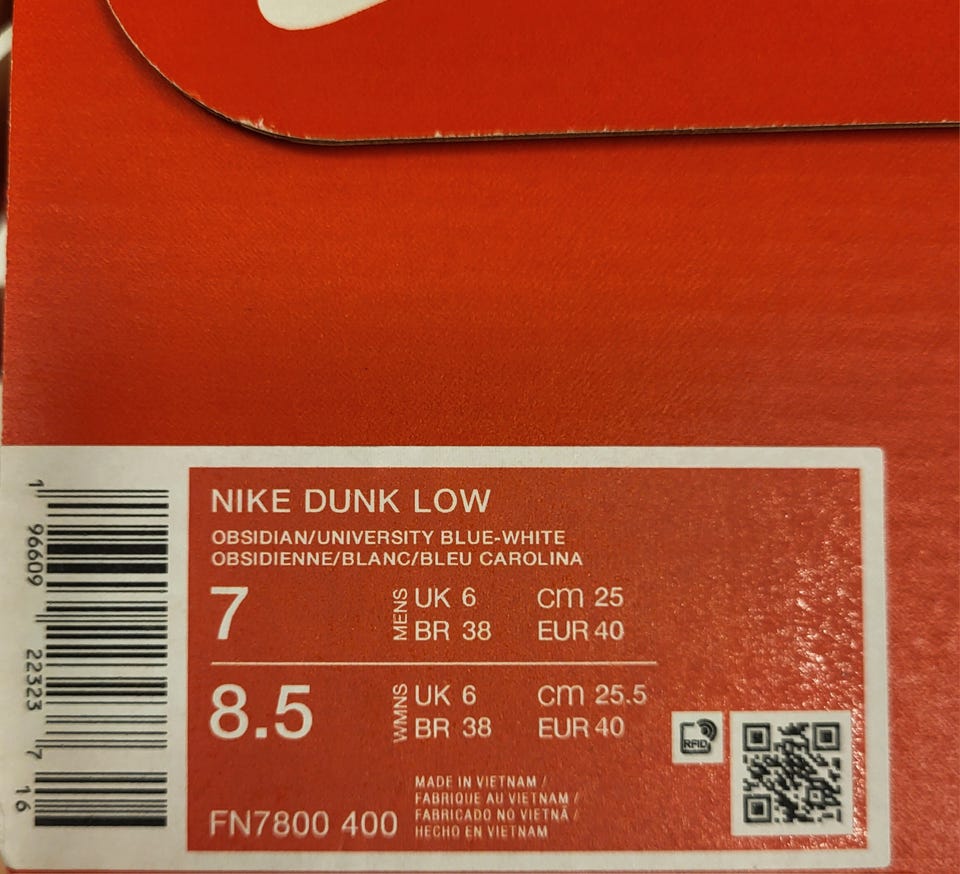 NIKE DUNK LOW
OBSIDIAN/UNIVERSITY BLUE-WHITE
OBSIDIENNE/BLANC/BLEU CAROLINA
7
MENS
UK 6 cm 25
BR 38 EUR 40
8.5
WMNS
UK 6 cm 25.5
BR 38 EUR 40
RFID
FN7800 400
MADE IN VIETNAM /
FABRIQUE AU VIETNAM /
FABRICADO NO VIETNÃ /
HECHO EN VIETNAM
1 96609 22323 7 16